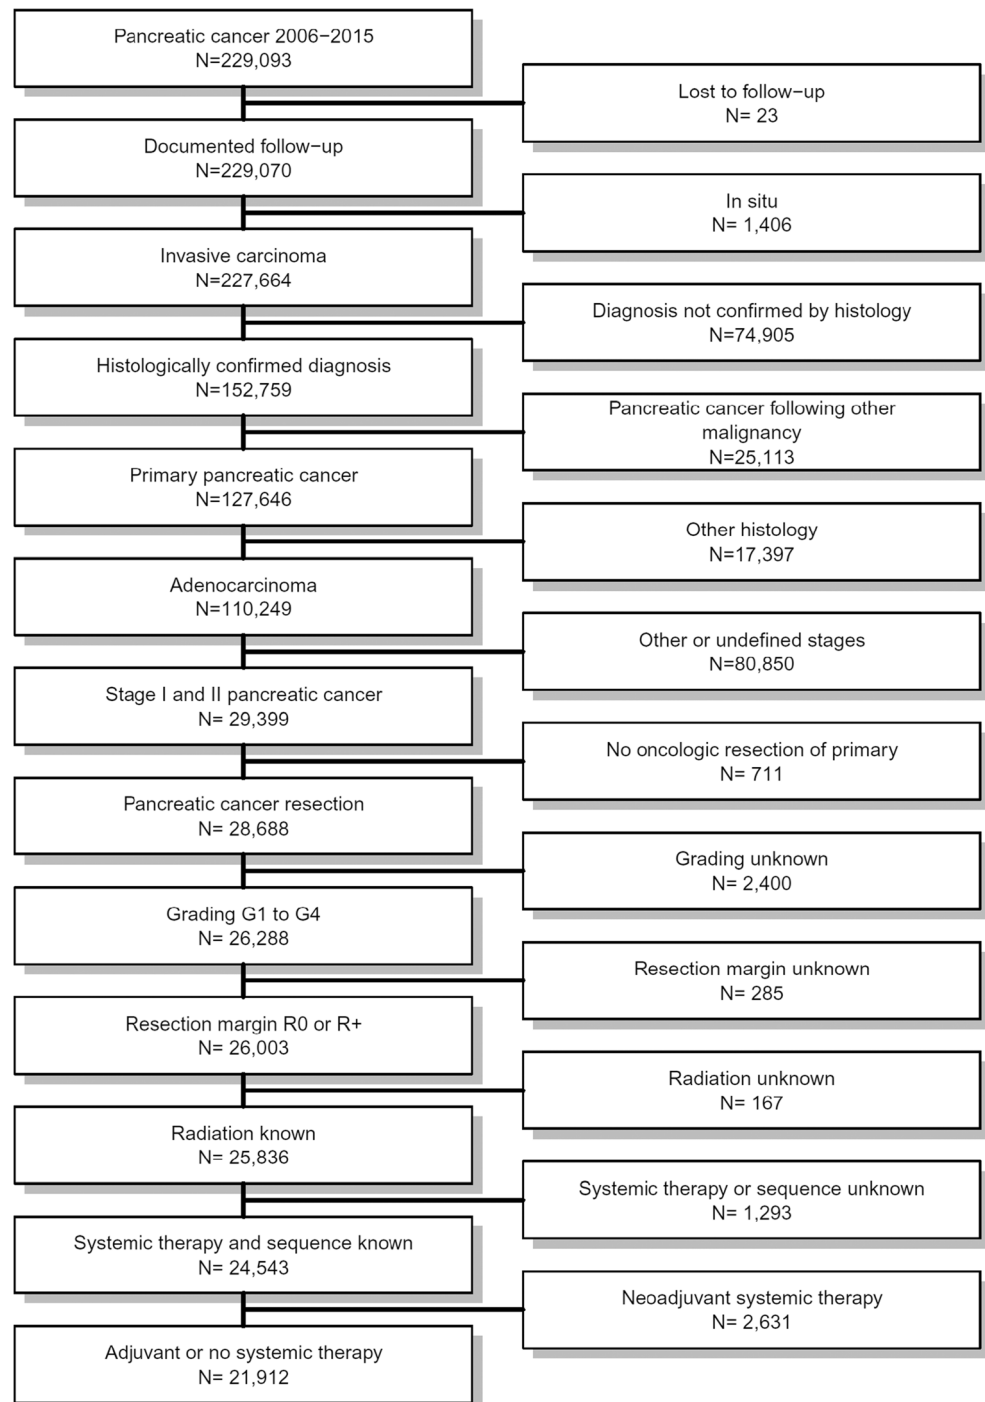 Pancreatic cancer 2006−2015
N=229,093
Lost to follow−up
N= 23
Documented follow−up
N=229,070
In situ
N= 1,406
Invasive carcinoma
N=227,664
Diagnosis not confirmed by histology
N=74,905
Histologically confirmed diagnosis
N=152,759
Pancreatic cancer following other
malignancy
N=25,113
Primary pancreatic cancer
N=127,646
Other histology
N=17,397
Adenocarcinoma
N=110,249
Other or undefined stages
N=80,850
Stage I and II pancreatic cancer
N= 29,399
No oncologic resection of primary
N= 711
Pancreatic cancer resection
N= 28,688
Grading unknown
N= 2,400
Grading G1 to G4
N= 26,288
Resection margin unknown
N= 285
Resection margin R0 or R+
N= 26,003
Radiation unknown
N= 167
Radiation known
N= 25,836
Systemic therapy or sequence unknown
N= 1,293
Systemic therapy and sequence known
N= 24,543
Neoadjuvant systemic therapy
N= 2,631
Adjuvant or no systemic therapy
N= 21,912